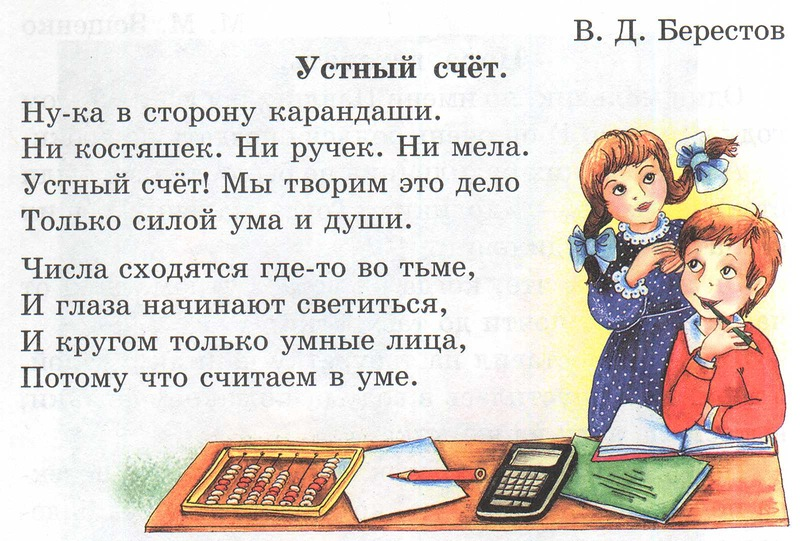 В. Д. Берестов
Устный счёт.
Ну-ка в сторону карандаши.
Ни костяшек. Ни ручек. Ни мела.
Устный счёт! Мы творим это дело
Только силой ума и души.
Числа сходятся где-то во тьме,
И глаза начинают светиться,
И кругом только умные лица,
Потому что считаем в уме.